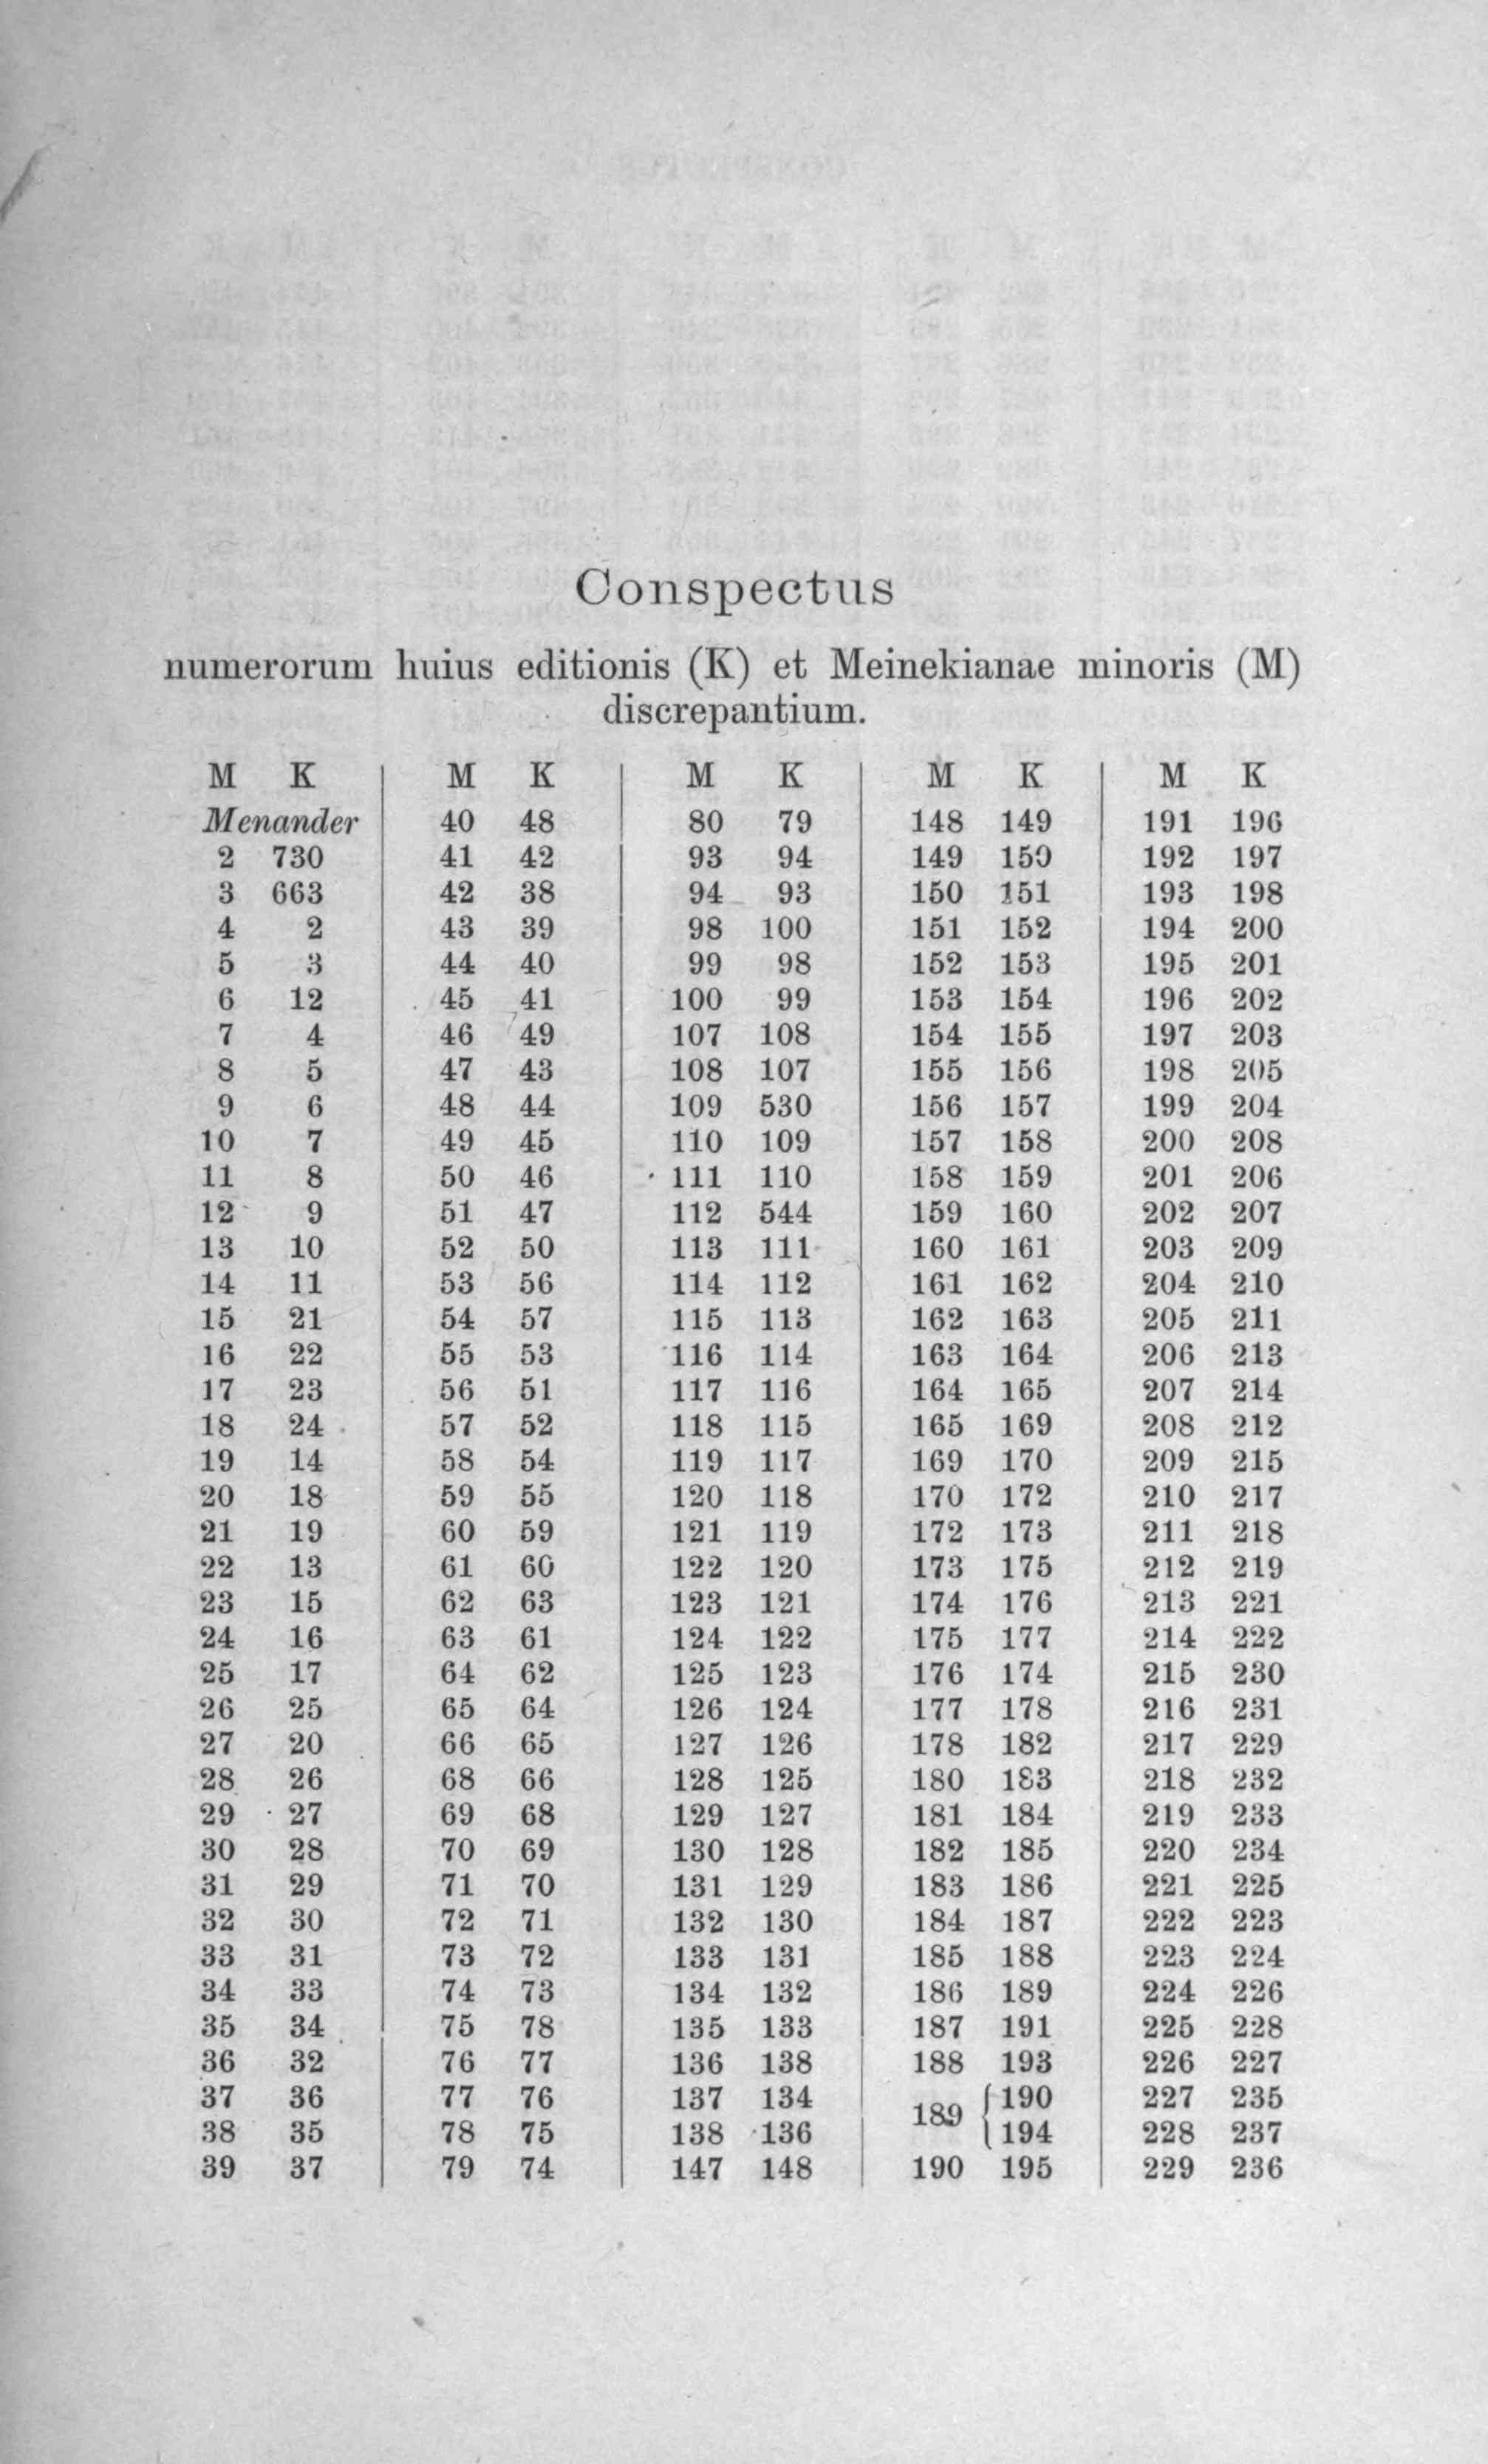 Conspectus
numerorum huius editionis (K) et Meinekianae minoris (M)
discrepantium.
M K M K M K M K M K
Menander 40 48 80 79 148 149 191 196
2 730 41 42 93 94 149 150 192 197
3 663 42 38 94 93 150 151 193 198
4 2 43 39 98 100 151 152 194 200
5 3 44 40 99 98 152 153 195 201
6 12 45 41 100 99 153 154 196 202
7 4 46 49 107 108 154 155 197 203
8 5 47 43 108 107 155 156 198 205
9 6 48 44 109 530 156 157 199 204
10 7 49 45 110 109 157 158 200 208
11 8 50 46 111 110 158 159 201 206
12 9 51 47 112 544 159 160 202 207
13 10 52 50 113 111 160 161 203 209
14 11 53 56 114 112 161 162 204 210
15 21 54 57 115 113 162 163 205 211
16 22 55 53 116 114 163 164 206 213
17 23 56 51 117 116 164 165 207 214
18 24 57 52 118 115 165 169 208 212
19 14 58 54 119 117 169 170 209 215
20 18 59 55 120 118 170 172 210 217
21 19 60 59 121 119 172 173 211 218
22 13 61 60 122 120 173 175 212 219
23 15 62 63 123 121 174 176 213 221
24 16 63 61 124 122 175 177 214 222
25 17 64 62 125 123 176 174 215 230
26 25 65 64 126 124 177 178 216 231
27 20 66 65 127 126 178 182 217 229
28 26 68 66 128 125 180 183 218 232
29 27 69 68 129 127 181 184 219 233
30 28 70 69 130 128 182 185 220 234
31 29 71 70 131 129 183 186 221 225
32 30 72 71 132 130 184 187 222 223
33 31 73 72 133 131 185 188 223 224
34 33 74 73 134 132 186 189 224 226
35 34 75 78 135 133 187 191 225 228
36 32 76 77 136 138 188 193 226 227
37 36 77 76 137 134 189 { 190 227 235
38 35 78 75 138 136 194 228 237
39 37 79 74 147 148 190 195 229 236